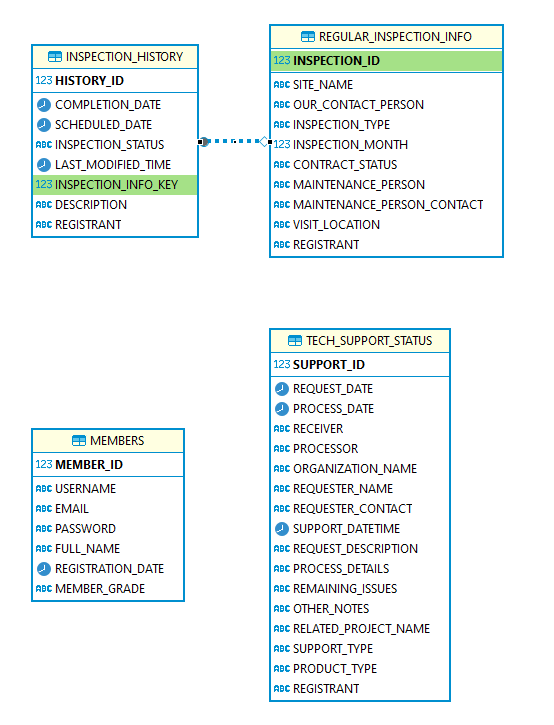 INSPECTION_HISTORY
123 HISTORY_ID
COMPLETION_DATE
SCHEDULED_DATE
ABC INSPECTION_STATUS
LAST_MODIFIED_TIME
123 INSPECTION_INFO_KEY
ABC DESCRIPTION
ABC REGISTRANT
REGULAR_INSPECTION_INFO
123 INSPECTION_ID
ABC SITE_NAME
ABC OUR_CONTACT_PERSON
ABC INSPECTION_TYPE
123 INSPECTION_MONTH
ABC CONTRACT_STATUS
ABC MAINTENANCE_PERSON
ABC MAINTENANCE_PERSON_CONTACT
ABC VISIT_LOCATION
ABC REGISTRANT
MEMBERS
123 MEMBER_ID
ABC USERNAME
ABC EMAIL
ABC PASSWORD
ABC FULL_NAME
REGISTRATION_DATE
ABC MEMBER_GRADE
TECH_SUPPORT_STATUS
123 SUPPORT_ID
REQUEST_DATE
PROCESS_DATE
ABC RECEIVER
ABC PROCESSOR
ABC ORGANIZATION_NAME
ABC REQUESTER_NAME
ABC REQUESTER_CONTACT
SUPPORT_DATETIME
ABC REQUEST_DESCRIPTION
ABC PROCESS_DETAILS
ABC REMAINING_ISSUES
ABC OTHER_NOTES
ABC RELATED_PROJECT_NAME
ABC SUPPORT_TYPE
ABC PRODUCT_TYPE
ABC REGISTRANT